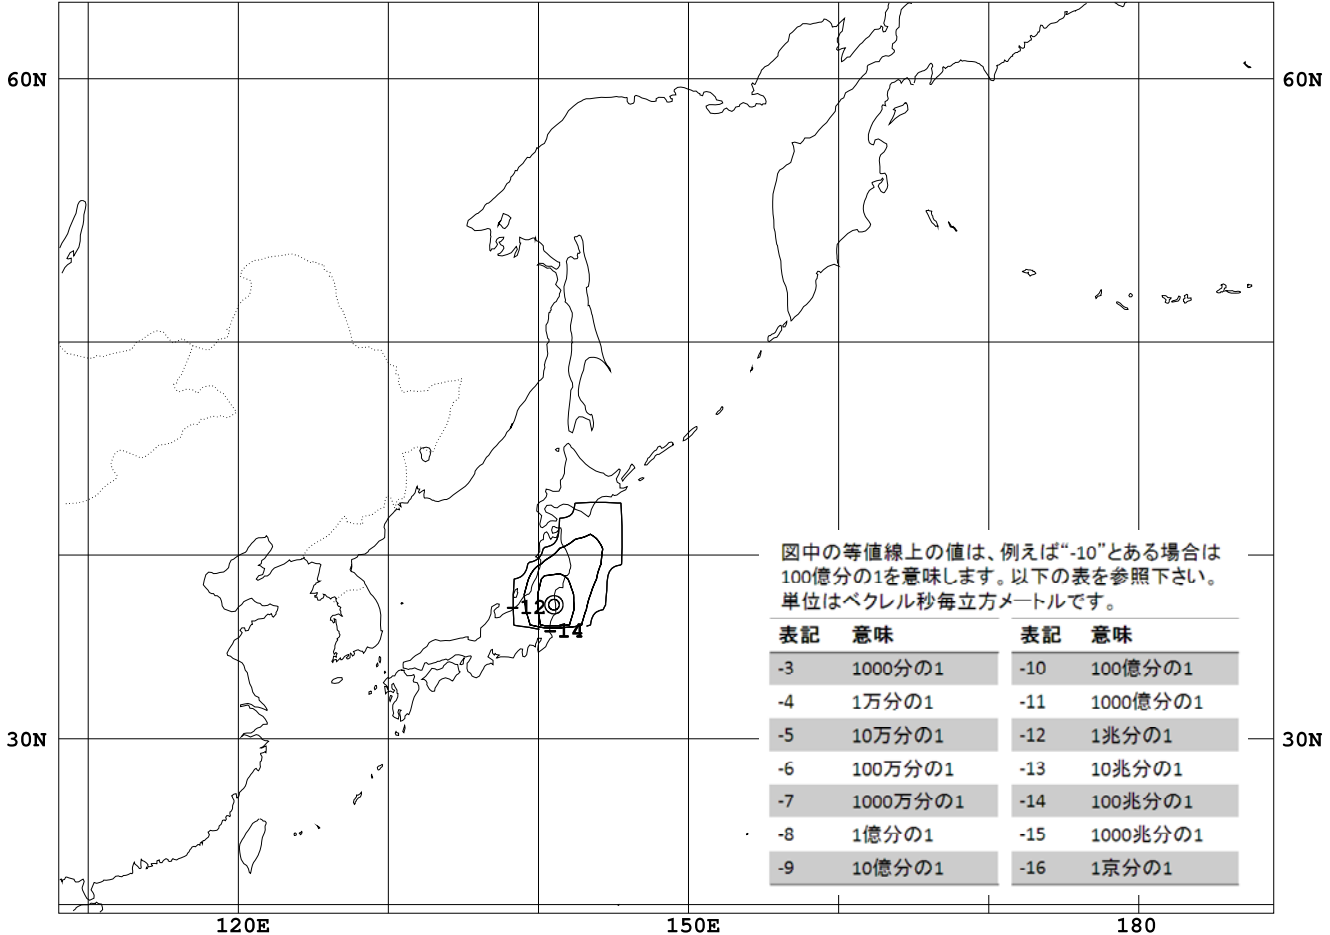 60N
60N
-12
-14
図中の等値線上の値は、例えば“-10”とある場合は
100億分の1を意味します。以下の表を参照下さい。
単位はベクレル秒毎立方メートルです。
表記 意味 表記 意味
-3 1000分の1 -10 100億分の1
-4 1万分の1 -11 1000億分の1
-5 10万分の1 -12 1兆分の1
-6 100万分の1 -13 10兆分の1
-7 1000万分の1 -14 100兆分の1
-8 1億分の1 -15 1000兆分の1
-9 10億分の1 -16 1京分の1
30N
30N
120E 150E 180